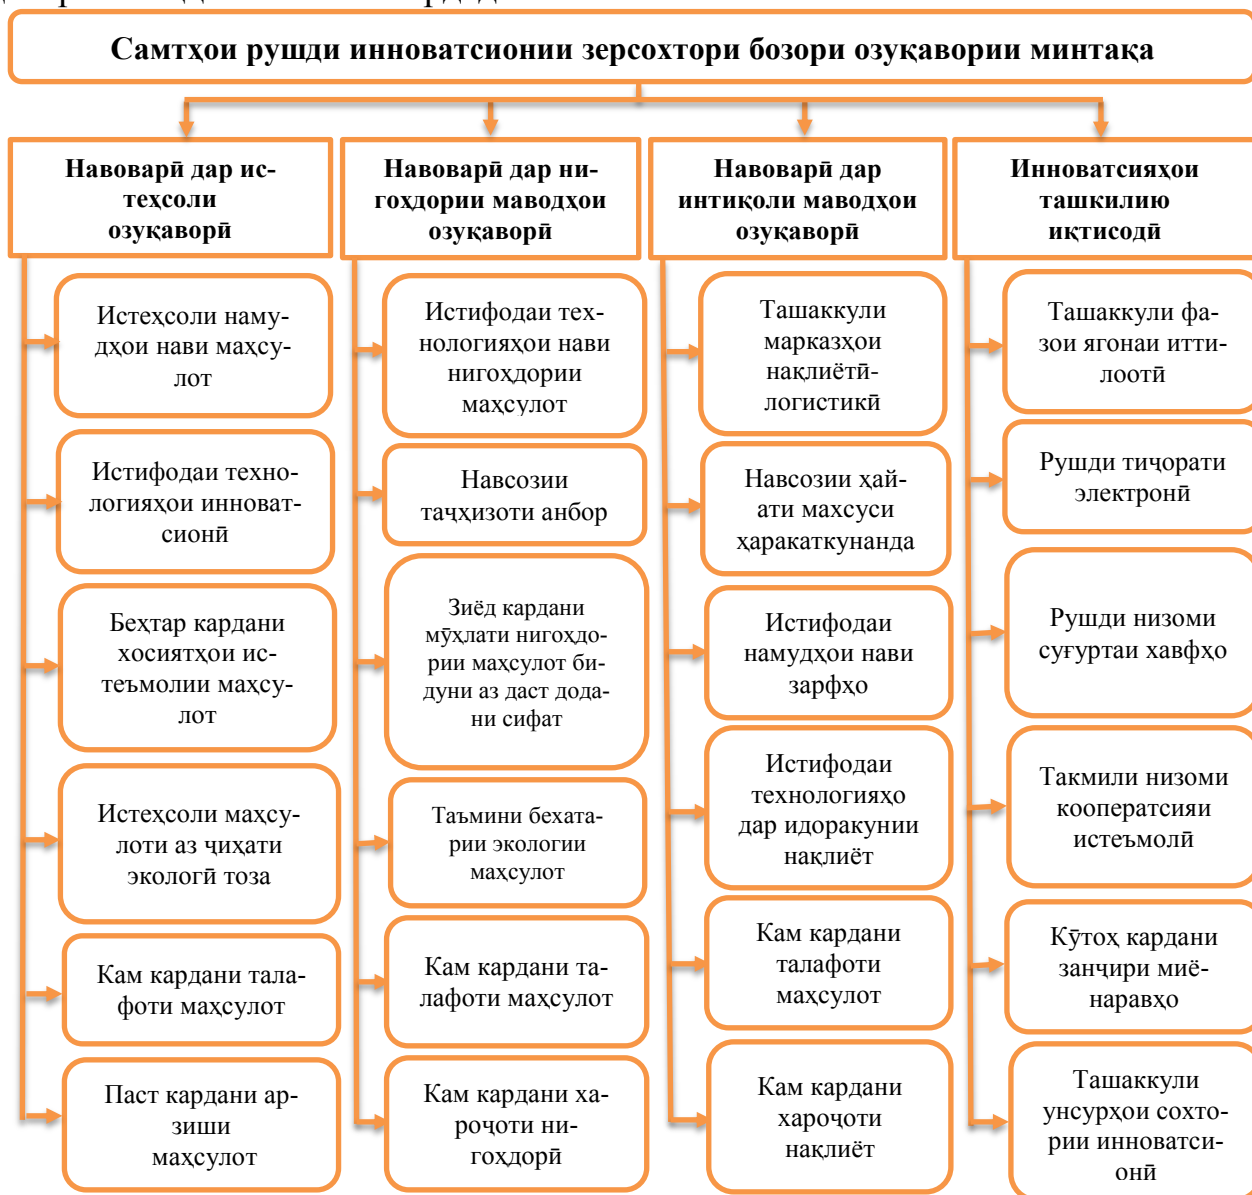 Самтҳои рушди инноватсионии зерсохтори бозори озуқавории минтақа
Навоварӣ дар ис-
теҳсоли
озуқаворӣ
Истеҳсоли наму-
дҳои нави маҳсу-
лот
Истифодаи техно-
логияҳои инноват-
сионӣ
Беҳтар кардани
хосиятҳои ис-
теъмолии маҳсу-
лот
Истеҳсоли маҳсу-
лоти аз ҷиҳати
экологӣ тоза
Кам кардани тала-
фоти маҳсулот
Паст кардани ар-
зиши
маҳсулот
Навоварӣ дар ни-
гоҳдории маводҳои
озуқаворӣ
Истифодаи тех-
нологияҳои нави
нигоҳдории
маҳсулот
Навсозии
таҷҳизоти анбор
Зиёд кардани
мӯҳлати нигоҳдо-
рии маҳсулот би-
дуни аз даст дода-
ни сифат
Таъмини бехата-
рии экологии
маҳсулот
Кам кардани та-
лафоти маҳсулот
Кам кардани ха-
роҷоти ни-
гоҳдорӣ
Навоварӣ дар
интиқоли маводҳои
озуқаворӣ
Ташаккули
марказҳои
нақлиётӣ-
логистикӣ
Навсозии ҳай-
ати махсуси
ҳаракаткунанда
Истифодаи
намудҳои нави
зарфҳо
Истифодаи
технологияҳо
дар идоракунии
нақлиёт
Кам кардани
талафоти
маҳсулот
Кам кардани
хароҷоти
нақлиёт
Инноватсияҳои
ташкилию
иқтисодӣ
Ташаккули фа-
зои ягонаи итти-
лоотӣ
Рушди тиҷорати
электронӣ
Рушди низоми
суғуртаи хавфҳо
Такмили низоми
кооператсияи
истеъмолӣ
Кӯтоҳ кардани
занҷири миё-
наравҳо
Ташаккули
унсурҳои сохто-
рии инноватси-
онӣ